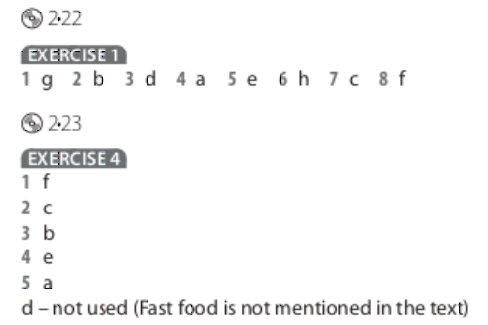 2.22
EXERCISE 1
1 g 2 b 3 d 4 a 5 e 6 h 7 c 8 f
2.23
EXERCISE 4
1 f
2 c
3 b
4 e
5 a
d – not used (Fast food is not mentioned in the text)